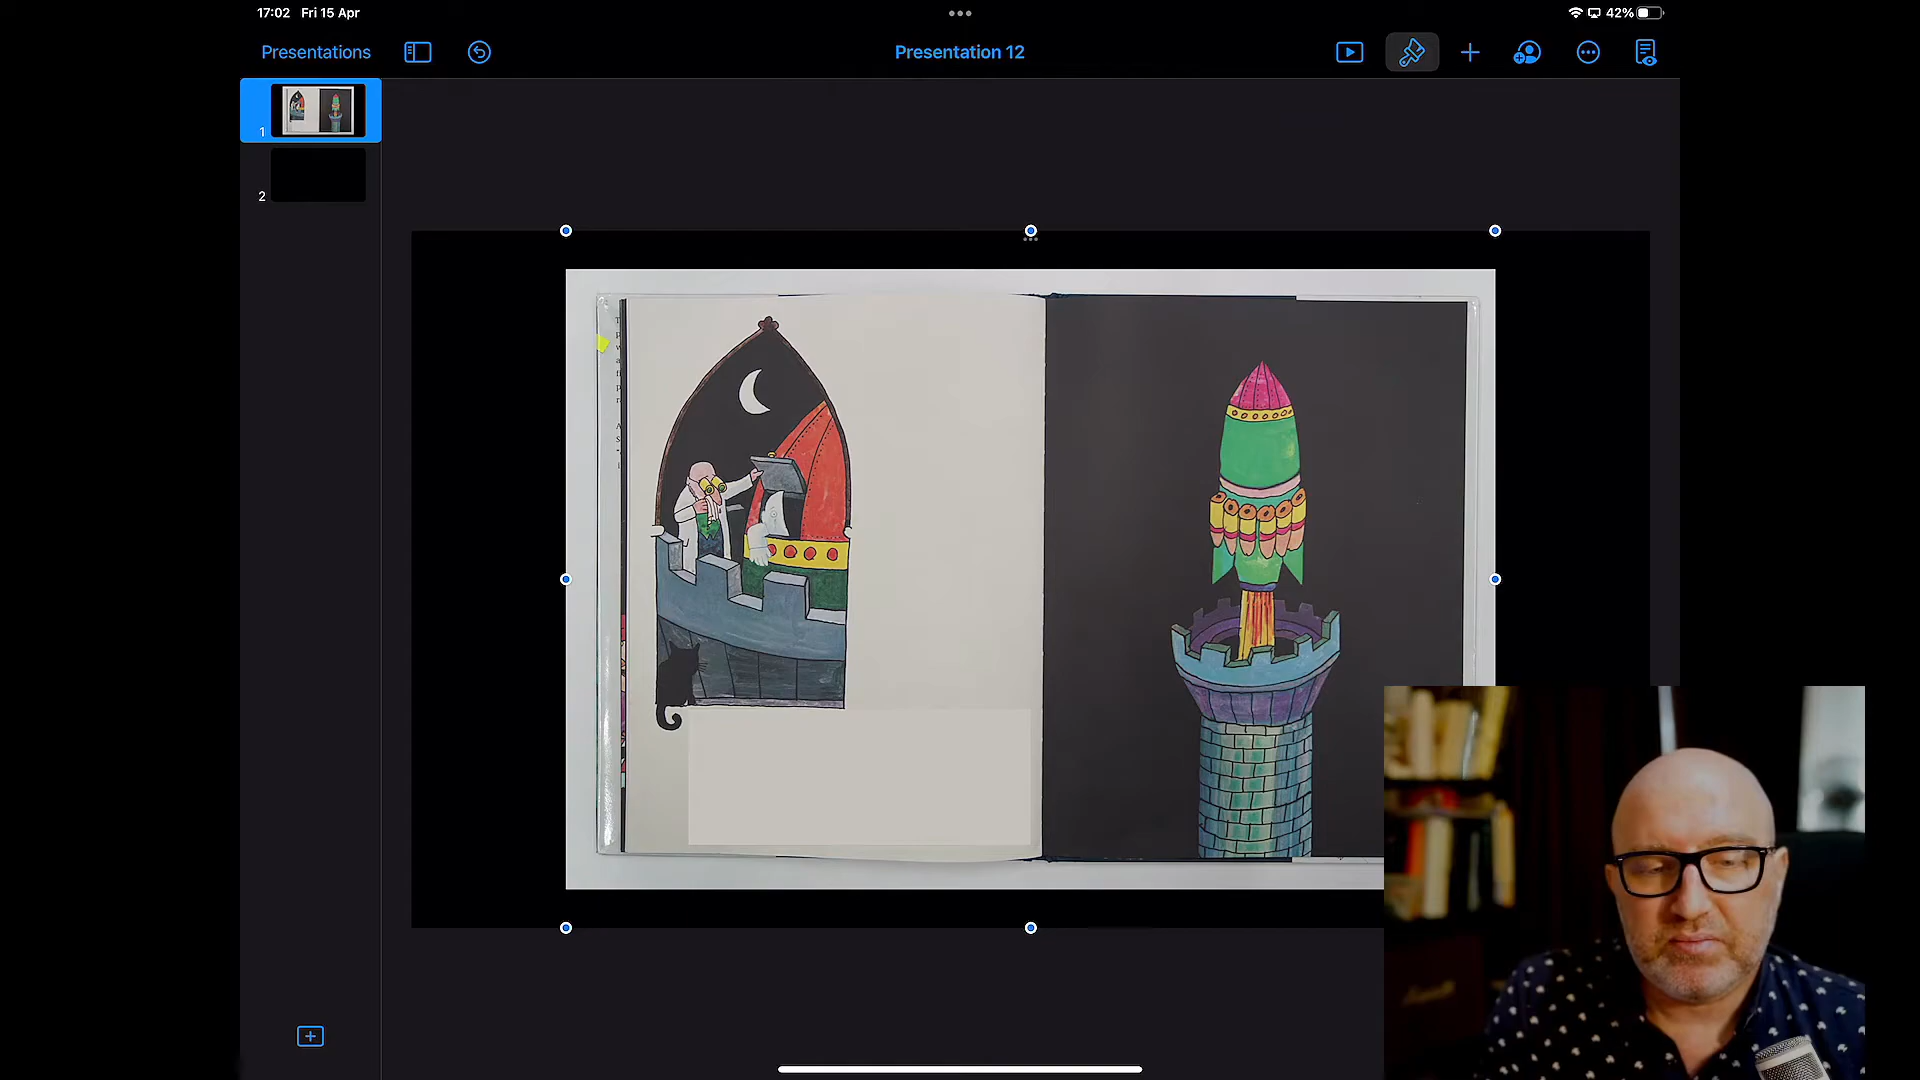 17:02 Fri 15 Apr
42%
Presentations
Presentation 12
1
2